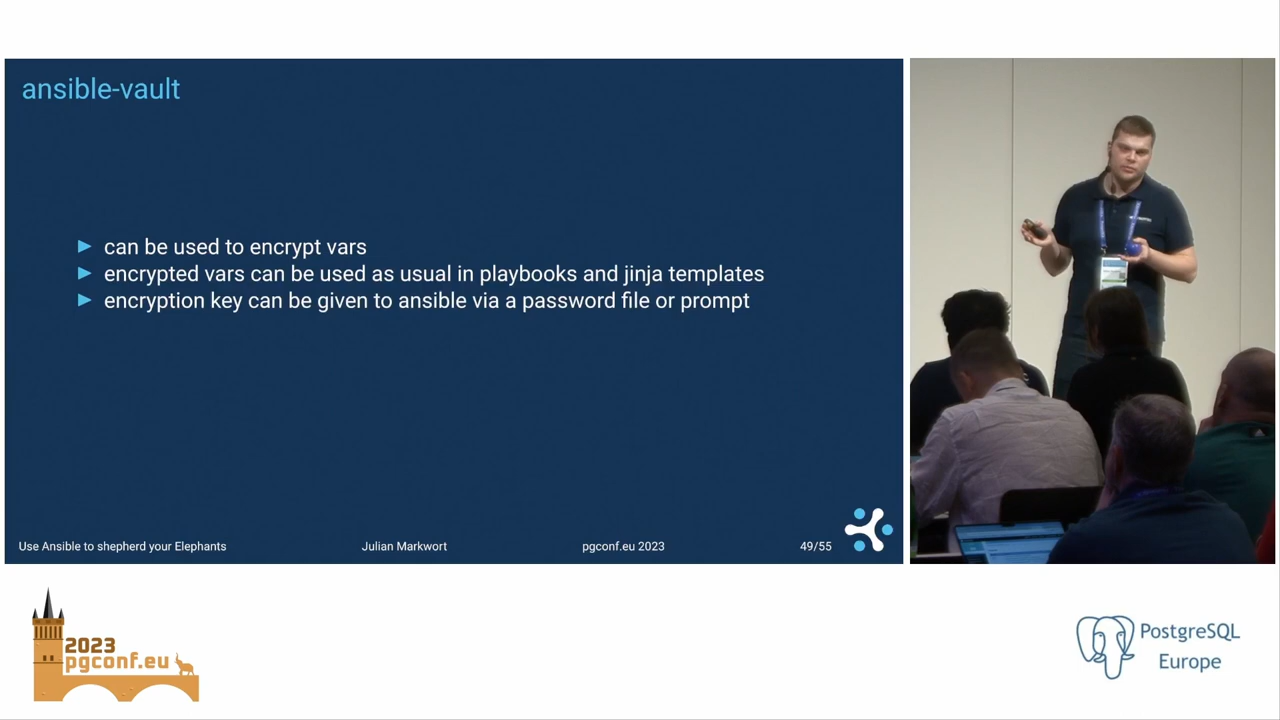 ansible-vault
can be used to encrypt vars
encrypted vars can be used as usual in playbooks and jinja templates
encryption key can be given to ansible via a password file or prompt
Use Ansible to shepherd your Elephants
Julian Markwort
pgconf.eu 2023
49/55
2023
pgconf.eu
PostgreSQL
Europe